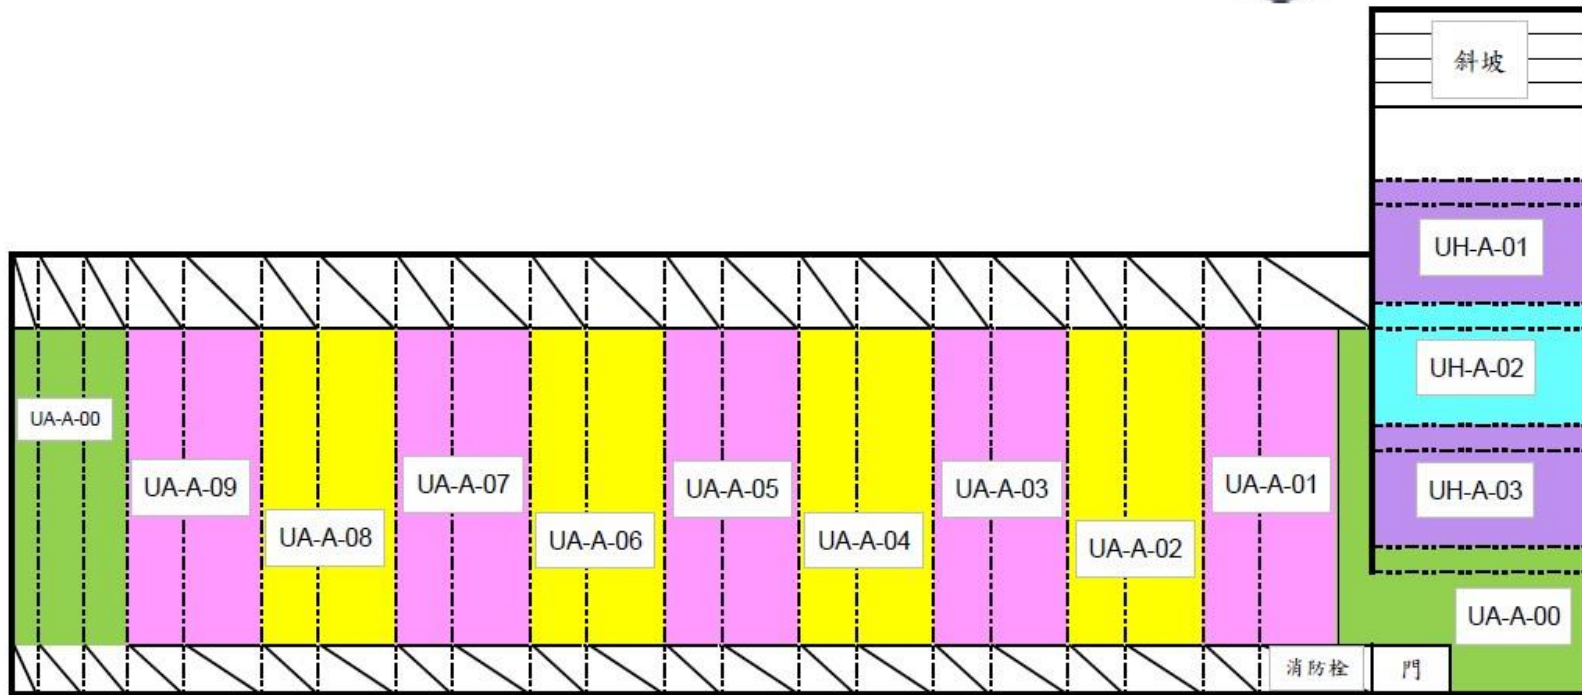 斜坡
UH-A-01
UH-A-02
UH-A-03
UA-A-00
UA-A-09
UA-A-08
UA-A-07
UA-A-06
UA-A-05
UA-A-04
UA-A-03
UA-A-02
UA-A-01
UA-A-00
消防栓
門